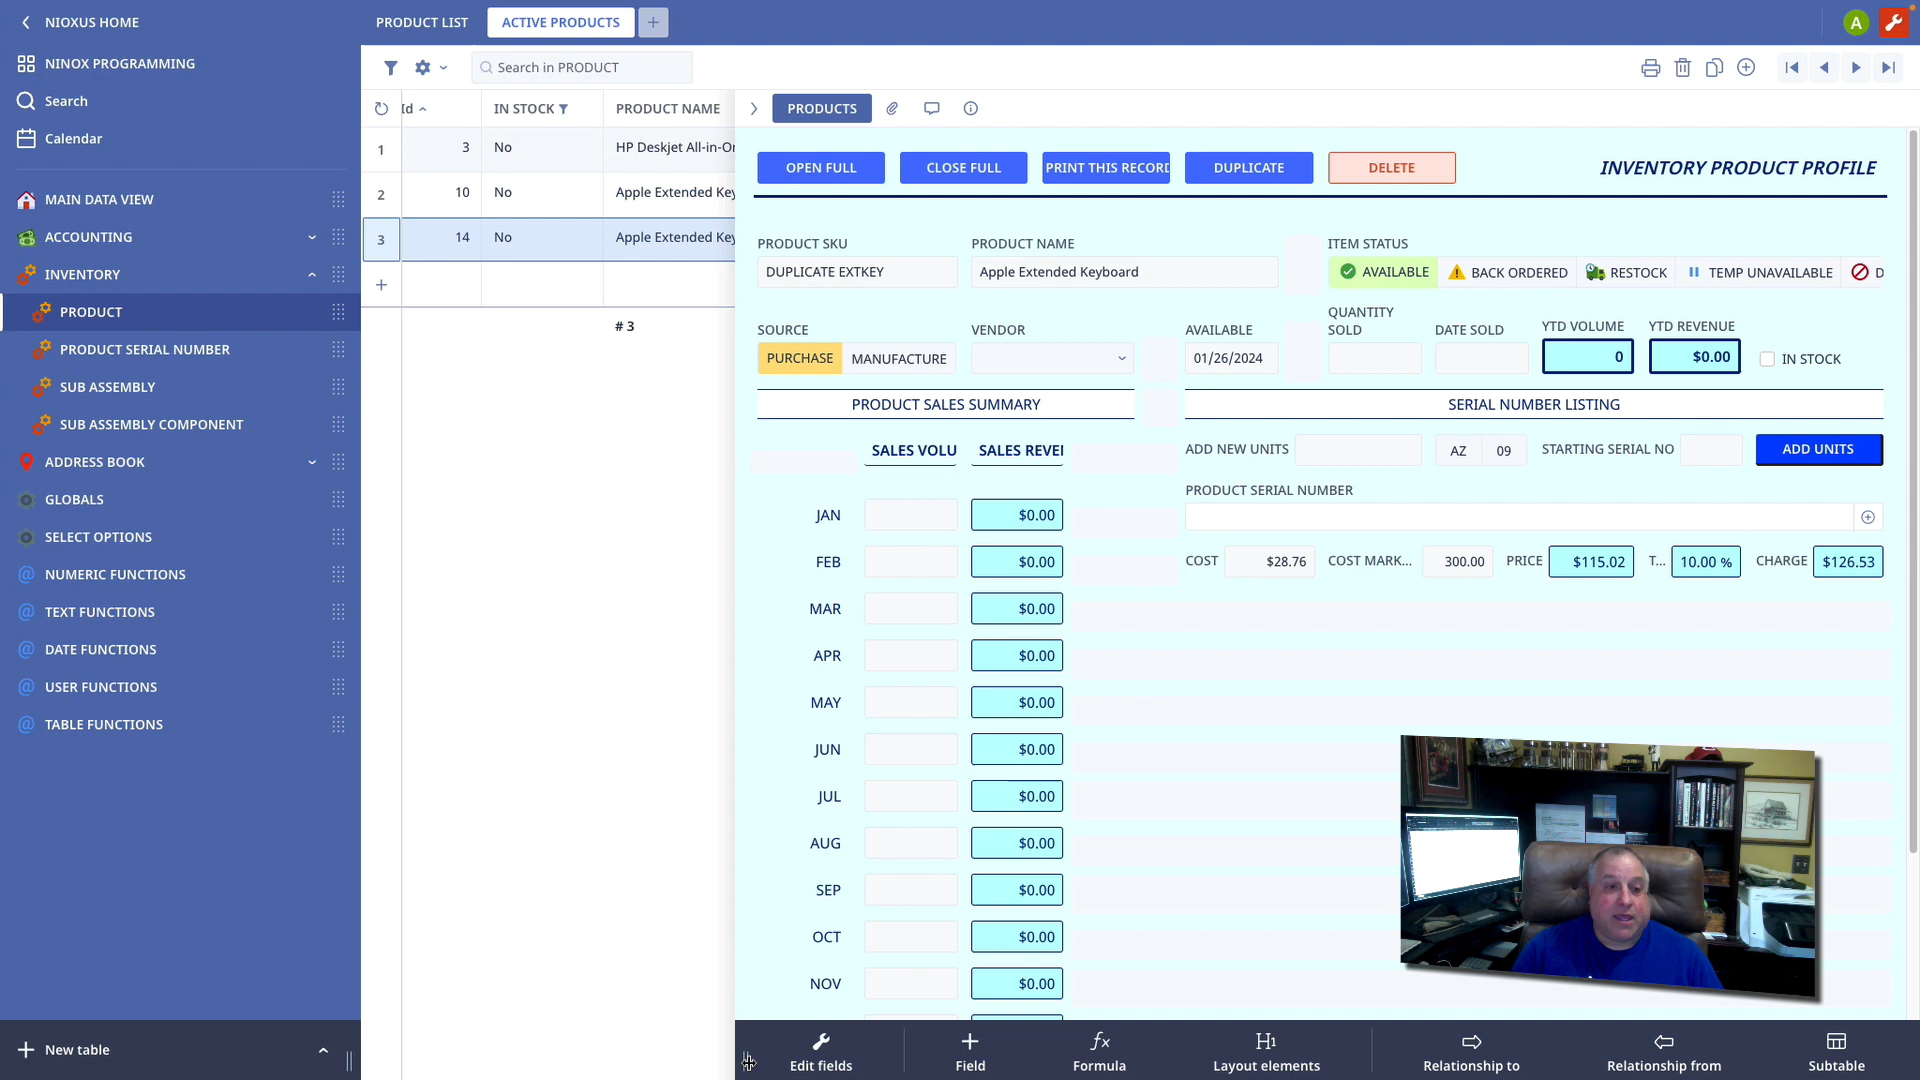 NIOXUS HOME
PRODUCT LIST
ACTIVE PRODUCTS
A
NINOX PROGRAMMING
Search
Calendar
MAIN DATA VIEW
ACCOUNTING
INVENTORY
PRODUCT
PRODUCT SERIAL NUMBER
SUB ASSEMBLY
SUB ASSEMBLY COMPONENT
ADDRESS BOOK
GLOBALS
SELECT OPTIONS
@ NUMERIC FUNCTIONS
@ TEXT FUNCTIONS
@ DATE FUNCTIONS
@ USER FUNCTIONS
@ TABLE FUNCTIONS
New table
Search in PRODUCT
Id IN STOCK PRODUCT NAME
1 3 No HP Deskjet All-in-On
2 10 No Apple Extended Key
3 14 No Apple Extended Key
# 3
PRODUCTS
OPEN FULL CLOSE FULL PRINT THIS RECORD DUPLICATE DELETE INVENTORY PRODUCT PROFILE
PRODUCT SKU PRODUCT NAME ITEM STATUS
DUPLICATE EXTKEY Apple Extended Keyboard AVAILABLE BACK ORDERED RESTOCK TEMP UNAVAILABLE D
SOURCE VENDOR AVAILABLE QUANTITY SOLD DATE SOLD YTD VOLUME YTD REVENUE
PURCHASE MANUFACTURE 01/26/2024 0 $0.00 IN STOCK
PRODUCT SALES SUMMARY SERIAL NUMBER LISTING
SALES VOLU SALES REVE ADD NEW UNITS AZ 09 STARTING SERIAL NO ADD UNITS
PRODUCT SERIAL NUMBER
JAN $0.00
FEB $0.00 COST $28.76 COST MARK... 300.00 PRICE $115.02 T... 10.00 % CHARGE $126.53
MAR $0.00
APR $0.00
MAY $0.00
JUN $0.00
JUL $0.00
AUG $0.00
SEP $0.00
OCT $0.00
NOV $0.00
Edit fields Field Formula Layout elements Relationship to Relationship from Subtable